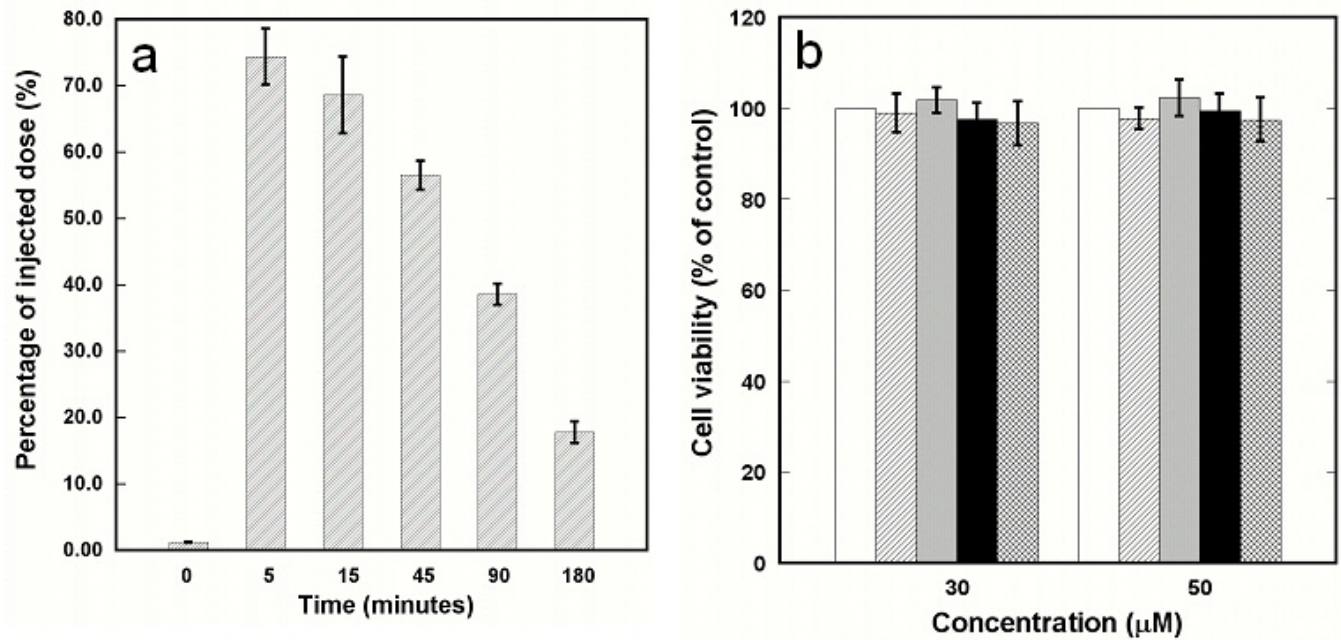 a
80.0
70.0
60.0
50.0
40.0
30.0
20.0
10.0
0.00
Percentage of injected dose (%)
0 5 15 45 90 180
Time (minutes)
b
120
100
80
60
40
20
0
Cell viability (% of control)
30 50
Concentration (μM)